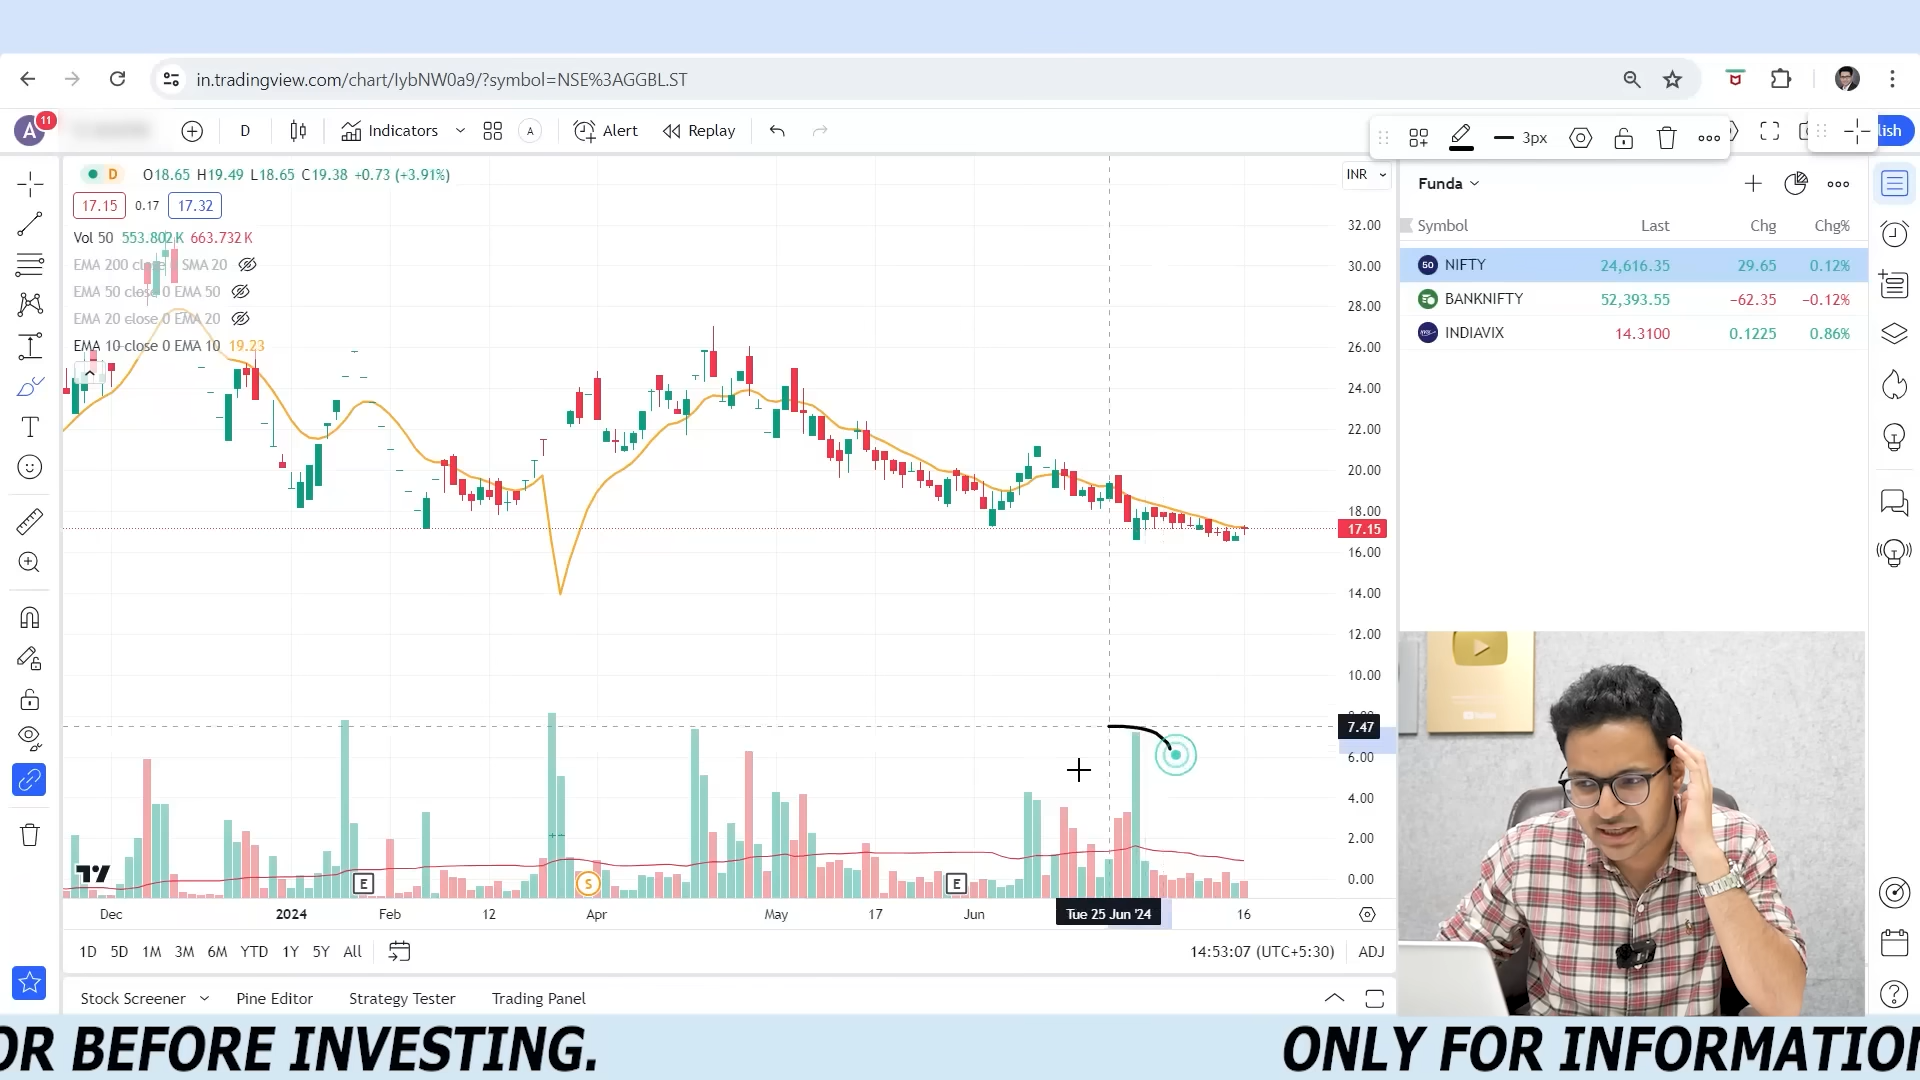 in.tradingview.com/chart/IybNW0a9/?symbol=NSE%3AGGBL.ST
A 11 D Indicators A Alert Replay 3px lish
D O18.65 H19.49 L18.65 C19.38 +0.73 (+3.91%)
INR
Funda
17.15 0.17 17.32
Symbol Last Chg Chg%
Vol 50 553.802K 663.732K
EMA 200 close 0 SMA 20
EMA 50 close 0 EMA 50
EMA 20 close 0 EMA 20
EMA 10 close 0 EMA 10 19.23
50 NIFTY 24,616.35 29.65 0.12%
BANKNIFTY 52,393.55 −62.35 −0.12%
INDIAVIX 14.3100 0.1225 0.86%
32.00
30.00
28.00
26.00
24.00
22.00
20.00
18.00
17.15
16.00
14.00
12.00
10.00
7.47
6.00
4.00
2.00
0.00
E S E
Dec 2024 Feb 12 Apr May 17 Jun Tue 25 Jun '24 16
1D 5D 1M 3M 6M YTD 1Y 5Y All 14:53:07 (UTC+5:30) ADJ
Stock Screener Pine Editor Strategy Tester Trading Panel
OR BEFORE INVESTING. ONLY FOR INFORMATION